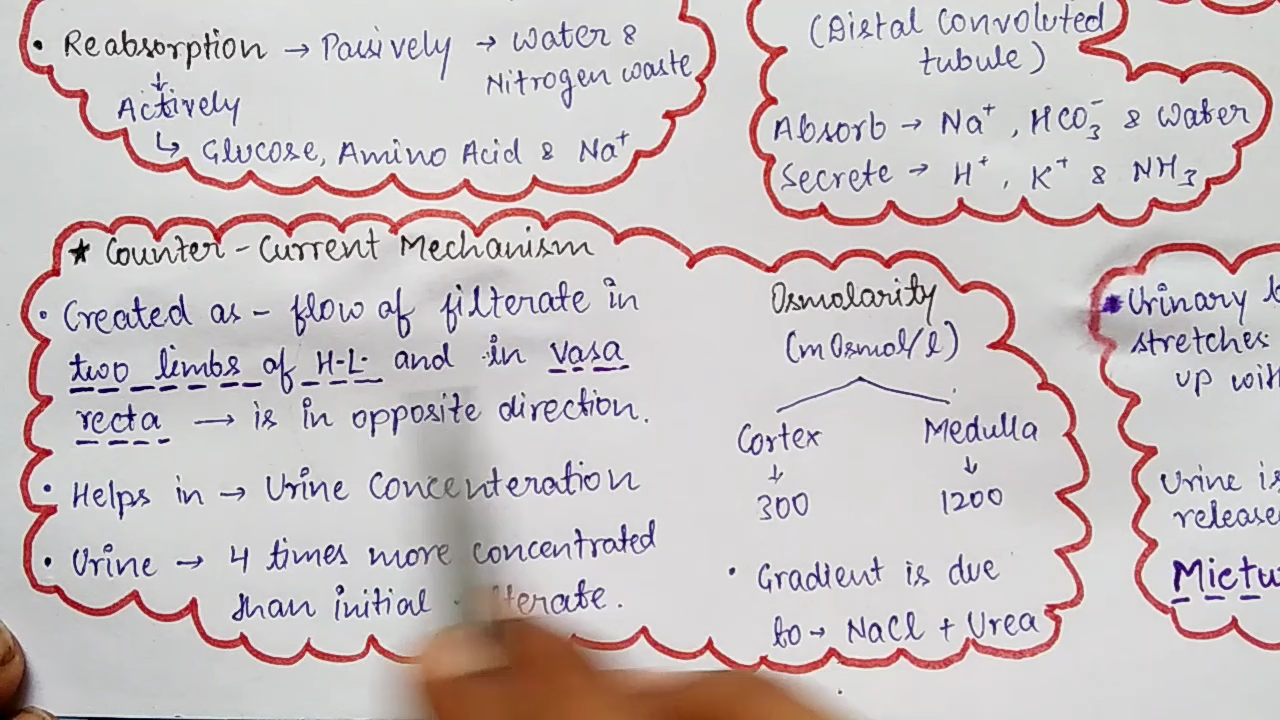 • Reabsorption → Passively → Water &
Nitrogen waste
↓
Actively
↳ Glucose, Amino Acid & Na⁺
(Distal Convoluted
tubule)
Absorb → Na⁺, HCO₃⁻ & Water
Secrete → H⁺, K⁺ & NH₃
★ Counter-Current Mechanism
• Created as - flow of filterate in
two limbs of H-L- and in vasa
recta → is in opposite direction.
• Helps in → Urine Concenteration
• Urine → 4 times more concentrated
than initial
Osmolarity
(mOsmol/l)
Cortex
↓
300
Medulla
↓
1200
• Gradient is due
to → NaCl + Urea
Urinary
stretches
up
Urine
release